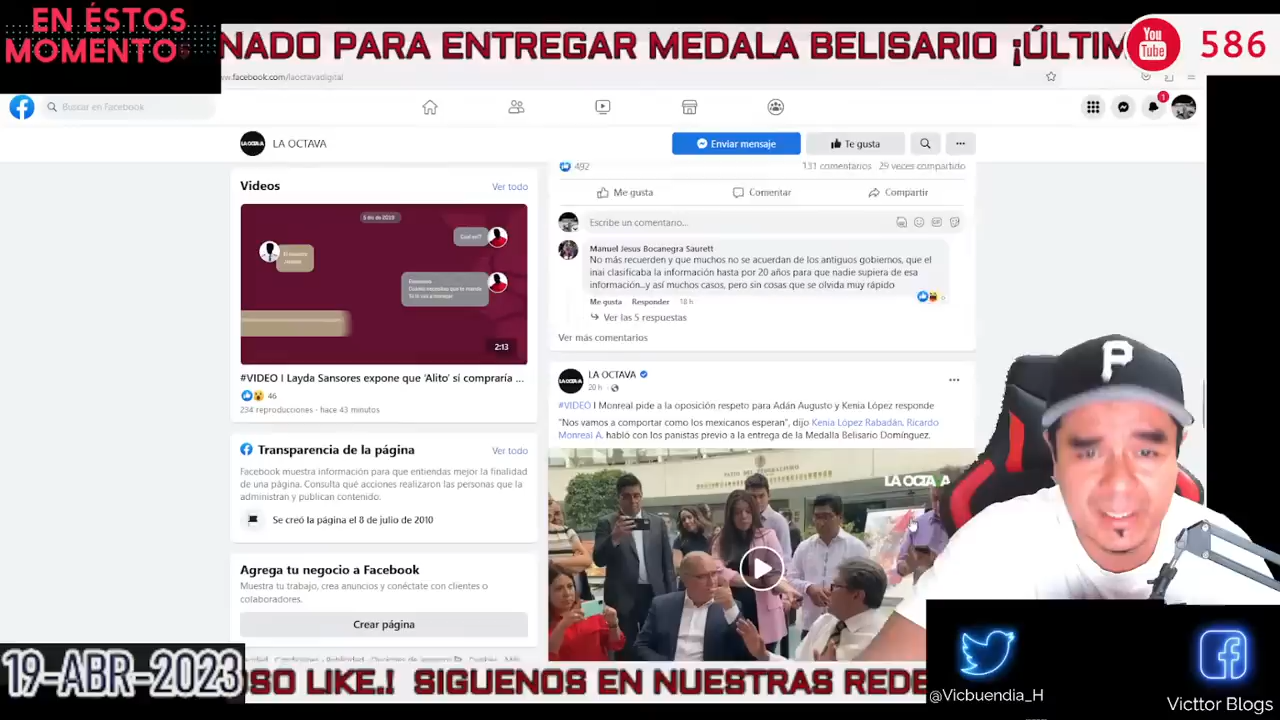 EN ÉSTOS
MOMENTOS
NADO PARA ENTREGAR MEDALA BELISARIO ¡ÚLTIM
You
Tube
586
.facebook.com/laoctavadigital
Buscar en Facebook
1
LA OCTAVA
Enviar mensaje
Te gusta
Videos
Ver todo
2:13
#VIDEO I Layda Sansores expone que 'Alito' sí compraría ...
46
234 reproducciones · hace 43 minutos
Transparencia de la página
Ver todo
Facebook muestra información para que entiendas mejor la finalidad
de una página. Consulta qué acciones realizaron las personas que la
administran y publican contenido.
Se creó la página el 8 de julio de 2010
Agrega tu negocio a Facebook
Muestra tu trabajo, crea anuncios y conéctate con clientes o
colaboradores.
Crear página
492
131 comentarios 29 veces compartido
Me gusta
Comentar
Compartir
Escribe un comentario...
Manuel Jesus Bocanegra Saurett
No más recuerden y que muchos no se acuerdan de los antiguos gobiernos, que el
inai clasificaba la información hasta por 20 años para que nadie supiera de esa
información...y así muchos casos, pero sin cosas que se olvida muy rápido
Me gusta Responder 18 h
Ver las 5 respuestas
Ver más comentarios
LA OCTAVA
20 h ·
#VIDEO I Monreal pide a la oposición respeto para Adán Augusto y Kenia López responde
"Nos vamos a comportar como los mexicanos esperan", dijo Kenia López Rabadán. Ricardo
Monreal A. habló con los panistas previo a la entrega de la Medalla Belisario Domínguez.
LA OCTA A
P
19-ABR-2023
SO LIKE.! SIGUENOS EN NUESTRAS REDE
@Vicbuendia_H
Victtor Blogs